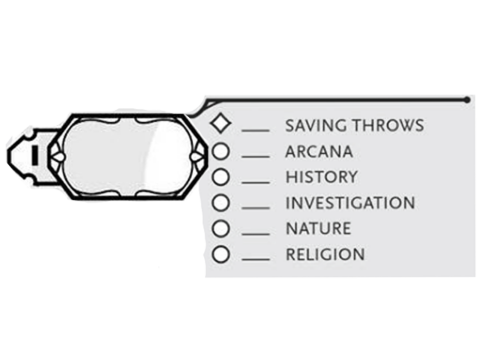 SAVING THROWS
ARCANA
HISTORY
INVESTIGATION
NATURE
RELIGION